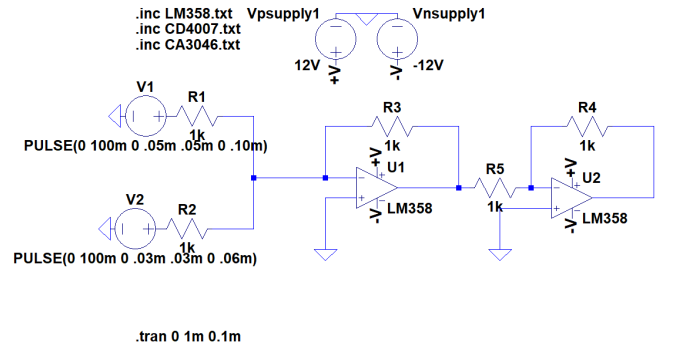 .inc LM358.txt
.inc CD4007.txt
.inc CA3046.txt
Vpsupply1
Vnsupply1
12V
+V
-V
-12V
V1
R1
1k
PULSE(0 100m 0 .05m .05m 0 .10m)
R3
1k
R4
1k
+V
U1
-V
LM358
R5
1k
+V
U2
-V
LM358
V2
R2
1k
PULSE(0 100m 0 .03m .03m 0 .06m)
.tran 0 1m 0.1m